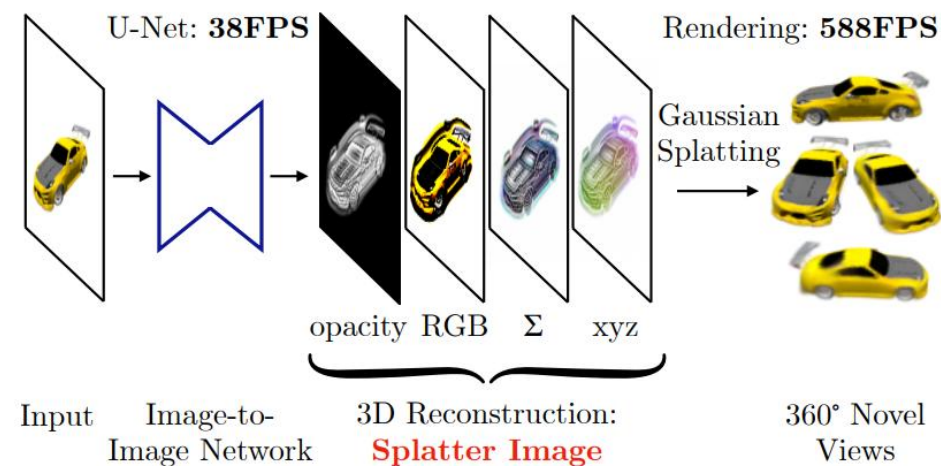 U-Net: 38FPS
Rendering: 588FPS
Gaussian
Splatting
opacity RGB Σ xyz
Input
Image-to-
Image Network
3D Reconstruction:
Splatter Image
360° Novel
Views